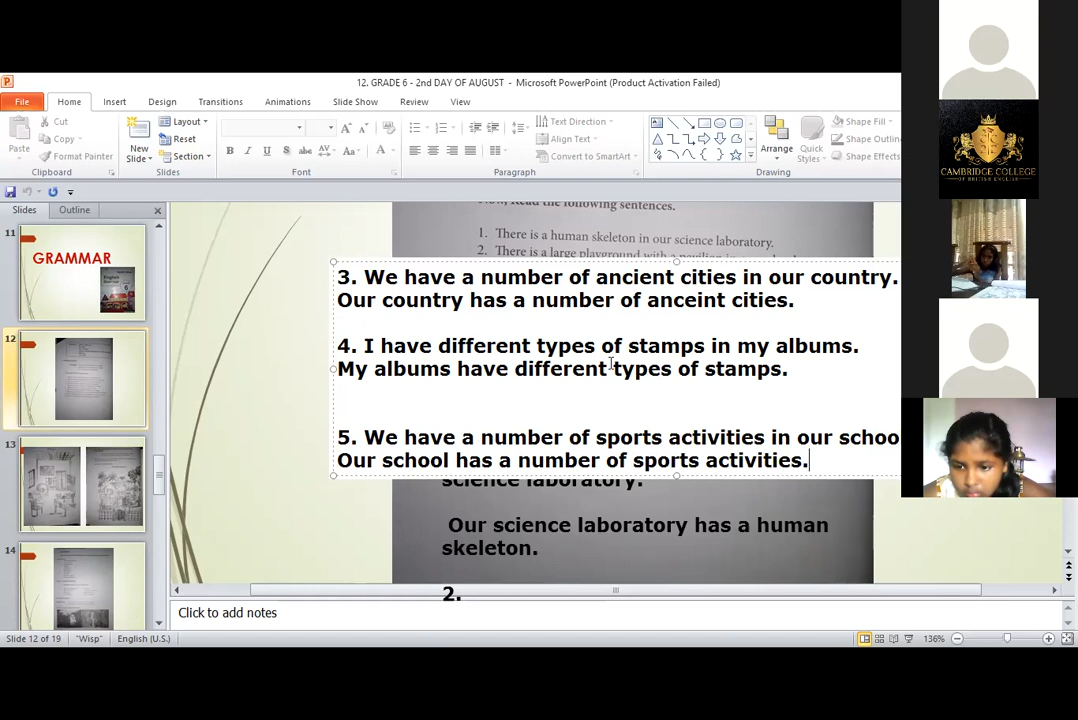 12. GRADE 6 - 2nd DAY OF AUGUST - Microsoft PowerPoint (Product Activation Failed)
File Home Insert Design Transitions Animations Slide Show Review View
Cut
Copy
Format Painter
Paste
Clipboard
New Slide
Layout
Reset
Section
Slides
B I U S abc AV Aa A
Font
Text Direction
Align Text
Convert to SmartArt
Paragraph
Arrange
Quick Styles
Shape Fill
Shape Outline
Shape Effects
Drawing
Slides Outline
11
GRAMMAR
12
13
14
Now, Read the following sentences.
1. There is a human skeleton in our science laboratory.
2. There is a large playground with a
3. We have a number of ancient cities in our country.
Our country has a number of anceint cities.
4. I have different types of stamps in my albums.
My albums have different types of stamps.
5. We have a number of sports activities in our schoo
Our school has a number of sports activities.
science laboratory.
Our science laboratory has a human
skeleton.
2.
Click to add notes
Slide 12 of 19 "Wisp" English (U.S.) 136%
CAMBRIDGE COLLEGE
OF BRITISH ENGLISH